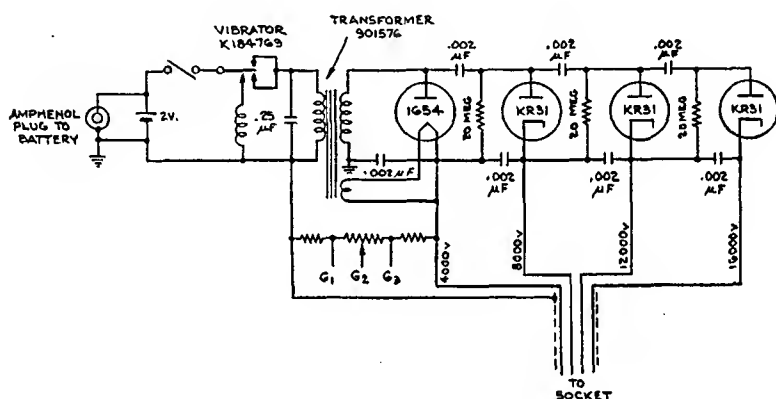 TRANSFORMER
901576
VIBRATOR
K184769
.002
µF
.002
µF
.002
µF
AMPHENOL
PLUG TO
BATTERY
2V.
.25
µF
1654
20 MEG
KR31
20 MEG
KR31
20 MEG
KR31
.002 µF
.002
µF
.002
µF
.002
µF
G1
G2
G3
4000V
8000V
12000V
16000V
TO
SOCKET